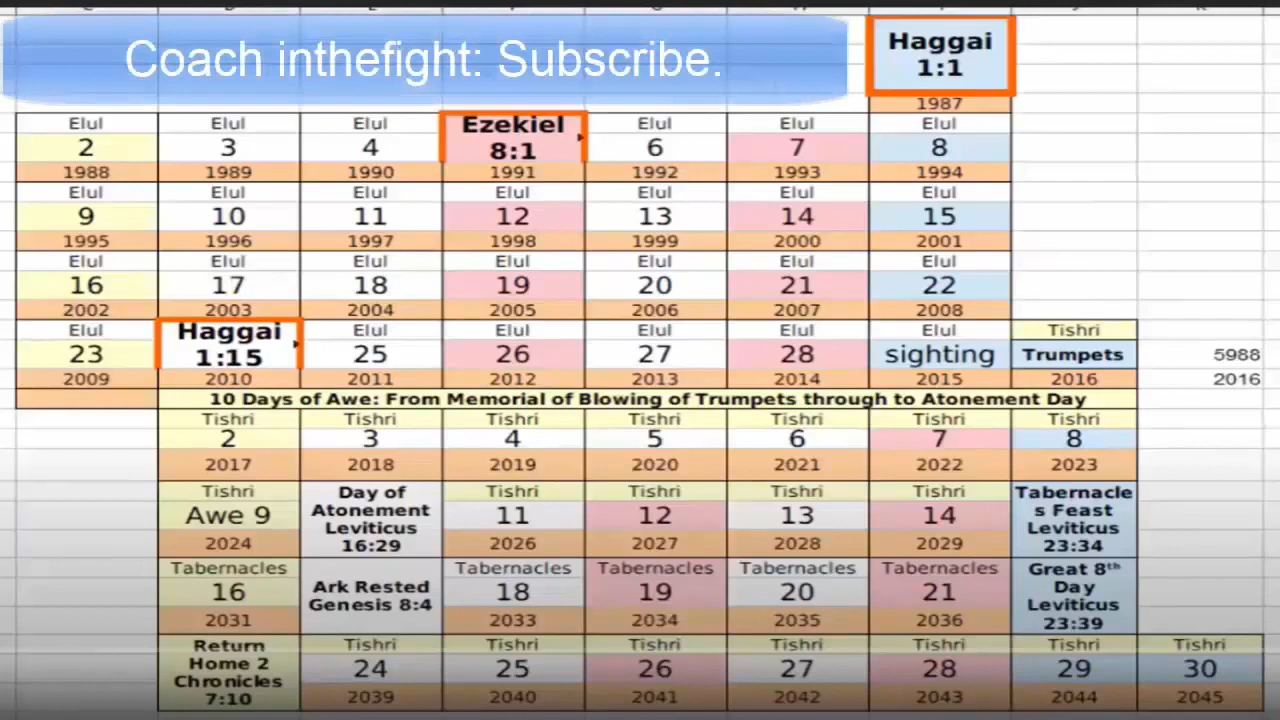 Coach inthefight: Subscribe.
Haggai
1:1
1987
Elul Elul Elul Ezekiel Elul Elul Elul
2 3 4 8:1 6 7 8
1988 1989 1990 1991 1992 1993 1994
Elul Elul Elul Elul Elul Elul Elul
9 10 11 12 13 14 15
1995 1996 1997 1998 1999 2000 2001
Elul Elul Elul Elul Elul Elul Elul
16 17 18 19 20 21 22
2002 2003 2004 2005 2006 2007 2008
Elul Haggai Elul Elul Elul Elul Elul Tishri
23 1:15 25 26 27 28 sighting Trumpets 5988
2009 2010 2011 2012 2013 2014 2015 2016 2016
10 Days of Awe: From Memorial of Blowing of Trumpets through to Atonement Day
Tishri Tishri Tishri Tishri Tishri Tishri Tishri
2 3 4 5 6 7 8
2017 2018 2019 2020 2021 2022 2023
Tishri Day of Tishri Tishri Tishri Tishri Tabernacle
Awe 9 Atonement 11 12 13 14 s Feast
Leviticus Leviticus
2024 16:29 2026 2027 2028 2029 23:34
Tabernacles Tabernacles Tabernacles Tabernacles Tabernacles Great 8th
16 Ark Rested 18 19 20 21 Day
Genesis 8:4 Leviticus
2031 2033 2034 2035 2036 23:39
Return Tishri Tishri Tishri Tishri Tishri Tishri Tishri
Home 2 24 25 26 27 28 29 30
Chronicles
7:10 2039 2040 2041 2042 2043 2044 2045